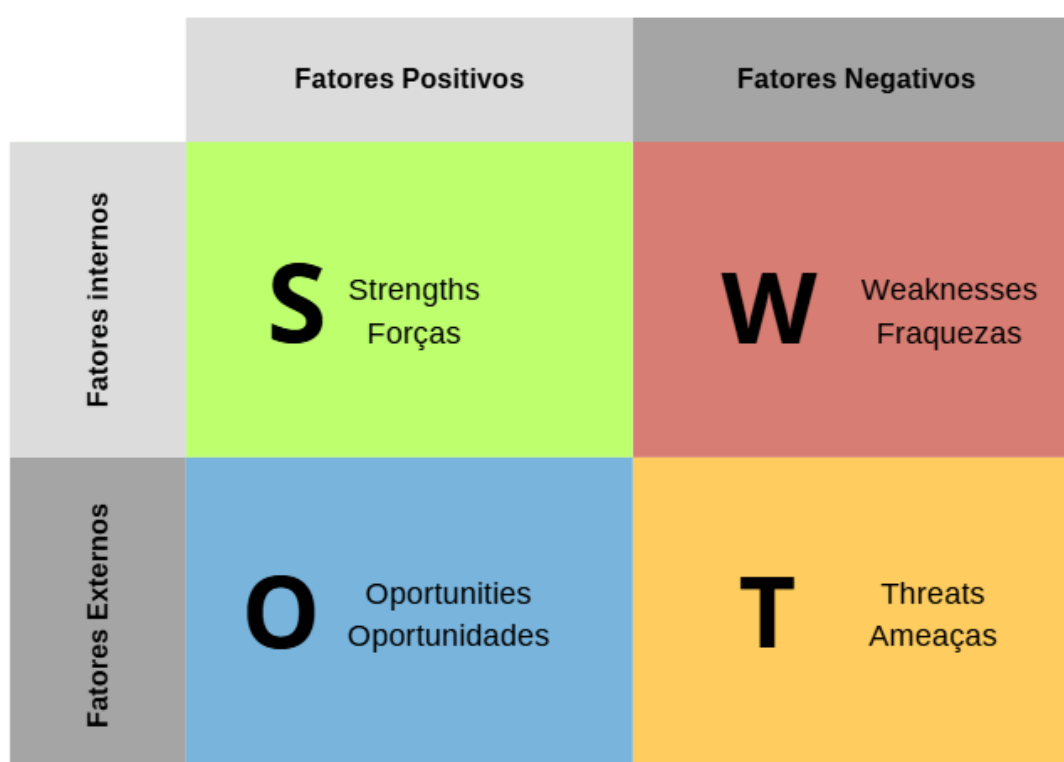 Fatores Positivos
Fatores Negativos
Fatores internos
S
Strengths
Forças
W
Weaknesses
Fraquezas
Fatores Externos
O
Oportunities
Oportunidades
T
Threats
Ameaças